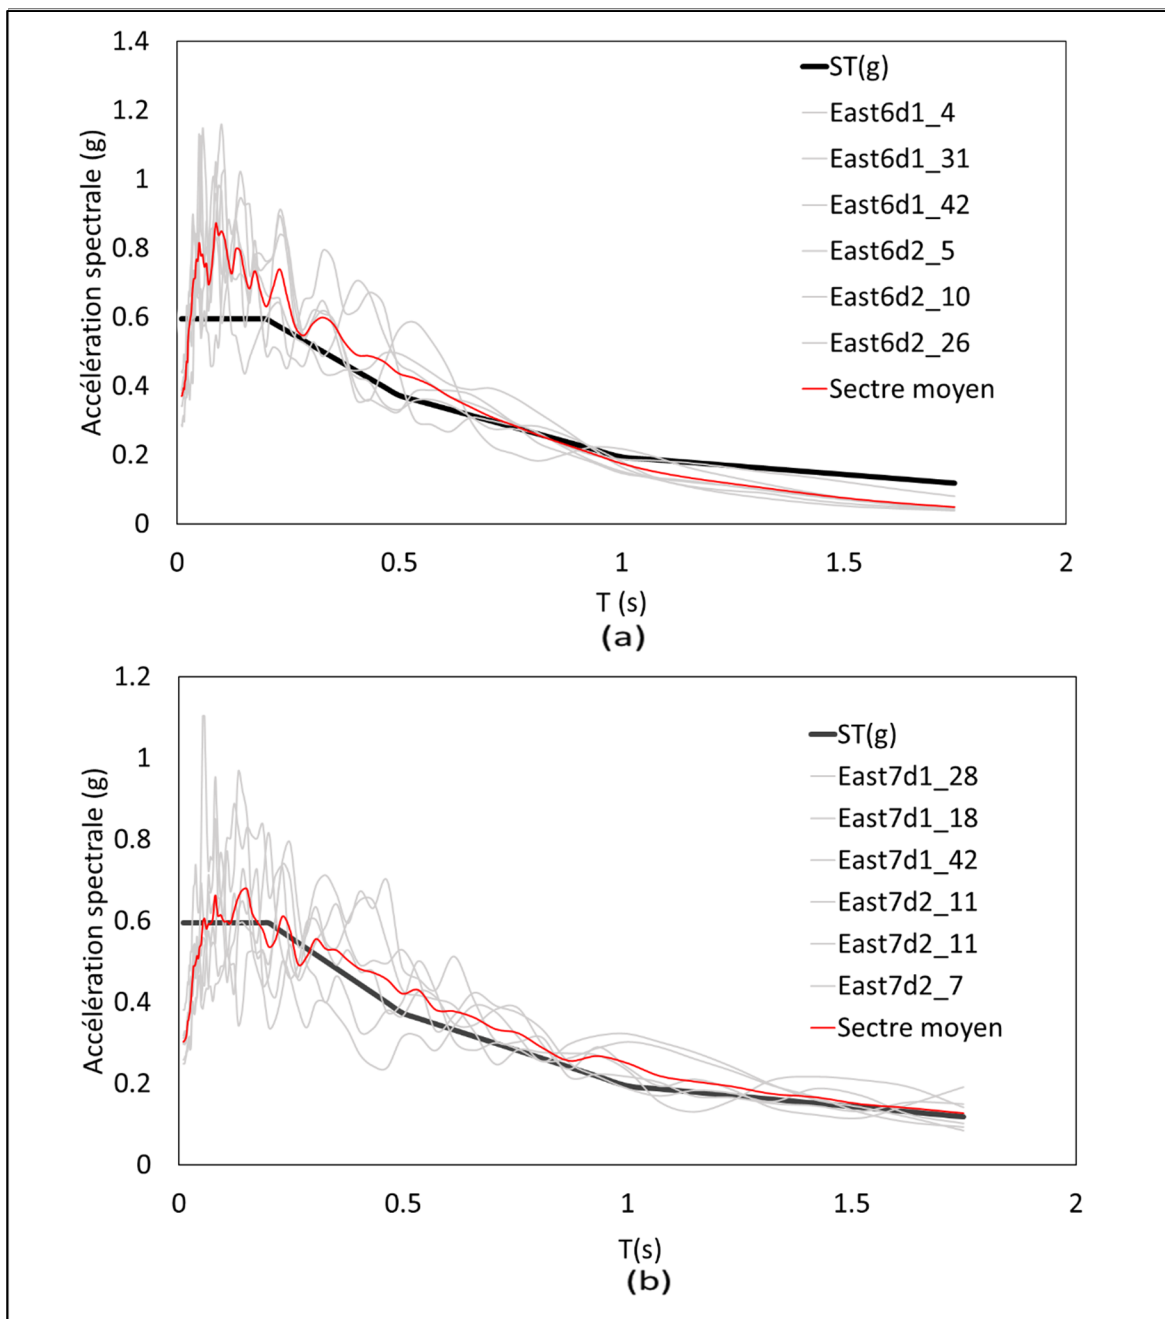 1.4
1.2
1
0.8
0.6
0.4
0.2
0
Accélération spectrale (g)
ST(g)
East6d1_4
East6d1_31
East6d1_42
East6d2_5
East6d2_10
East6d2_26
Sectre moyen
0 0.5 1 1.5 2
T (s)
(a)
1.2
1
0.8
0.6
0.4
0.2
0
Accélération spectrale (g)
ST(g)
East7d1_28
East7d1_18
East7d1_42
East7d2_11
East7d2_11
East7d2_7
Sectre moyen
0 0.5 1 1.5 2
T(s)
(b)